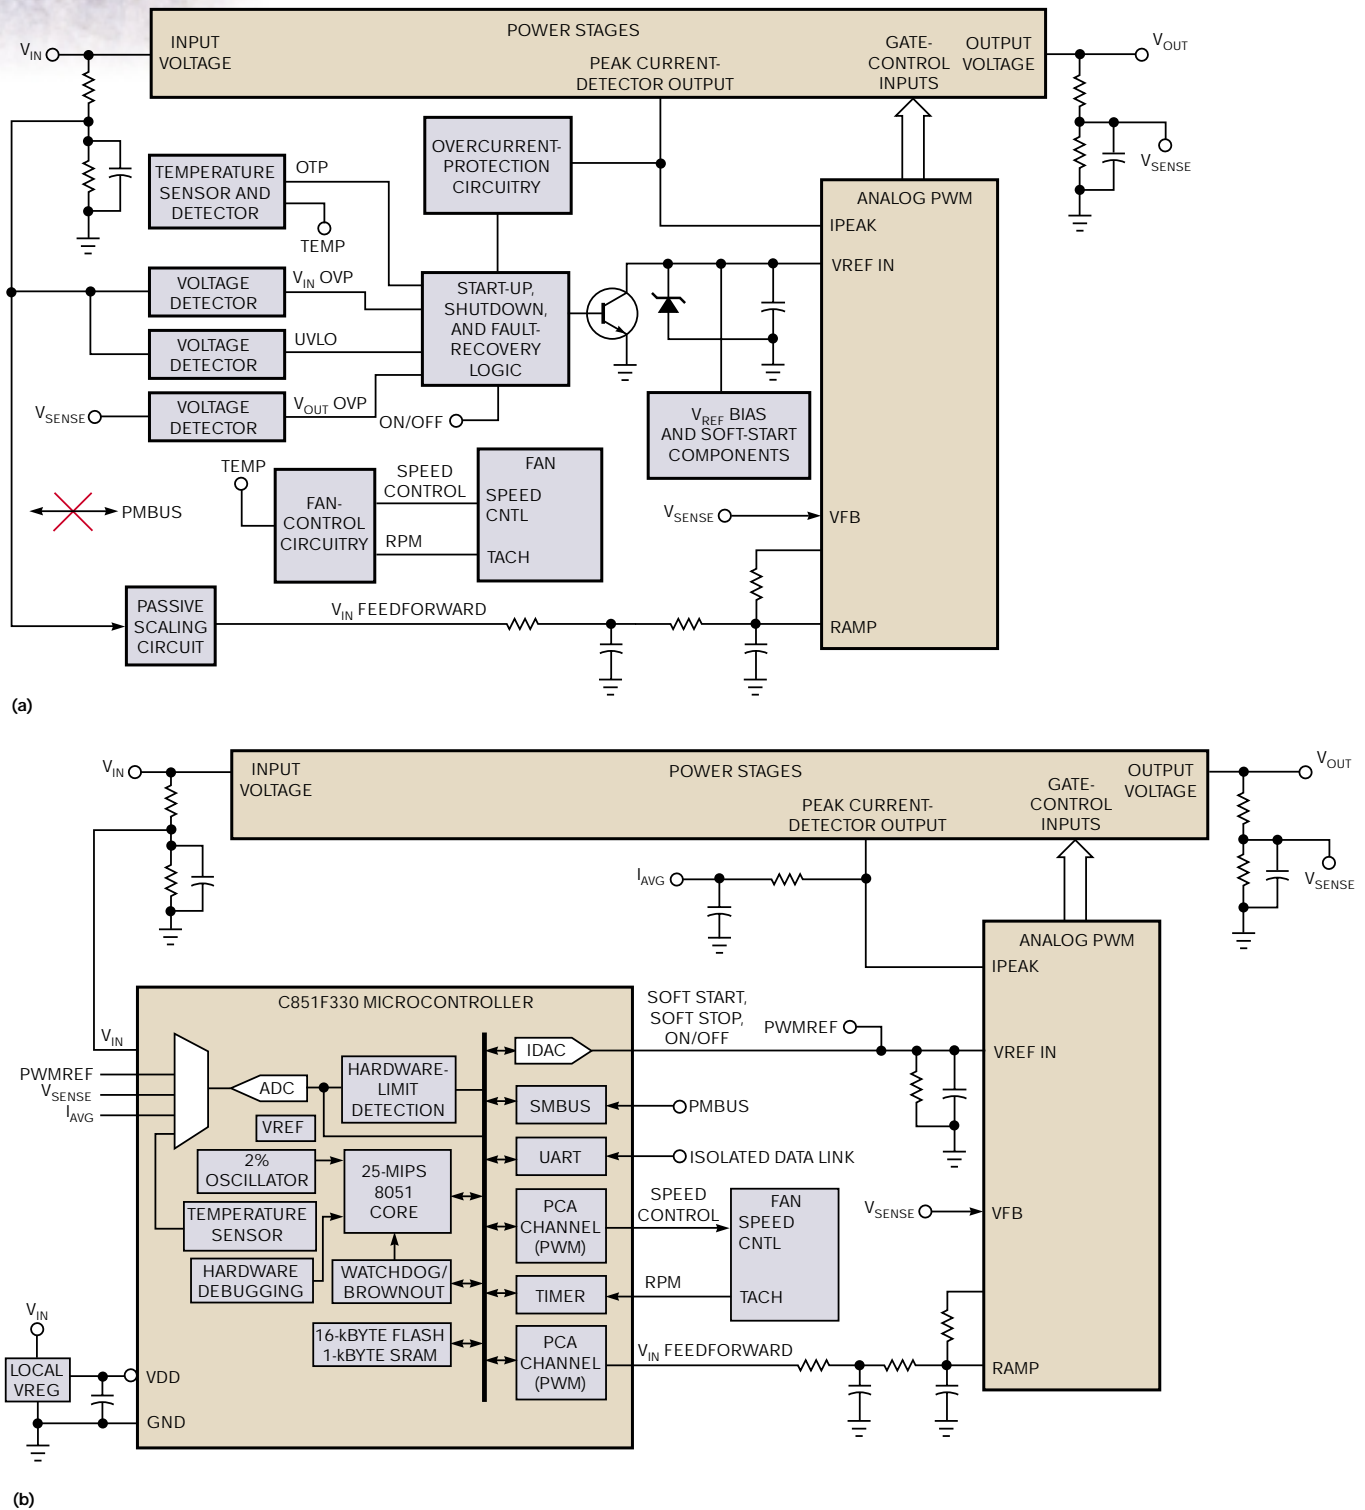 POWER STAGES
V_IN
INPUT
VOLTAGE
PEAK CURRENT-
DETECTOR OUTPUT
GATE-
CONTROL
INPUTS
OUTPUT
VOLTAGE
V_OUT
V_SENSE
TEMPERATURE
SENSOR AND
DETECTOR
OTP
TEMP
OVERCURRENT-
PROTECTION
CIRCUITRY
ANALOG PWM
IPEAK
VREF IN
VOLTAGE
DETECTOR
V_IN OVP
VOLTAGE
DETECTOR
UVLO
V_SENSE
VOLTAGE
DETECTOR
V_OUT OVP
START-UP,
SHUTDOWN,
AND FAULT-
RECOVERY
LOGIC
ON/OFF
V_REF BIAS
AND SOFT-START
COMPONENTS
PMBUS
TEMP
FAN-
CONTROL
CIRCUITRY
SPEED
CONTROL
RPM
FAN
SPEED
CNTL
TACH
V_SENSE
VFB
PASSIVE
SCALING
CIRCUIT
V_IN FEEDFORWARD
RAMP
(a)
V_IN
INPUT
VOLTAGE
POWER STAGES
PEAK CURRENT-
DETECTOR OUTPUT
GATE-
CONTROL
INPUTS
OUTPUT
VOLTAGE
V_OUT
V_SENSE
I_AVG
ANALOG PWM
IPEAK
C851F330 MICROCONTROLLER
V_IN
PWMREF
V_SENSE
I_AVG
ADC
HARDWARE-
LIMIT
DETECTION
VREF
2%
OSCILLATOR
25-MIPS
8051
CORE
TEMPERATURE
SENSOR
HARDWARE
DEBUGGING
WATCHDOG/
BROWNOUT
16-kBYTE FLASH
1-kBYTE SRAM
IDAC
SMBUS
UART
PCA
CHANNEL
(PWM)
TIMER
PCA
CHANNEL
(PWM)
SOFT START,
SOFT STOP,
ON/OFF
PWMREF
VREF IN
PMBUS
ISOLATED DATA LINK
SPEED
CONTROL
RPM
FAN
SPEED
CNTL
TACH
V_SENSE
VFB
V_IN FEEDFORWARD
RAMP
V_IN
LOCAL
VREG
VDD
GND
(b)